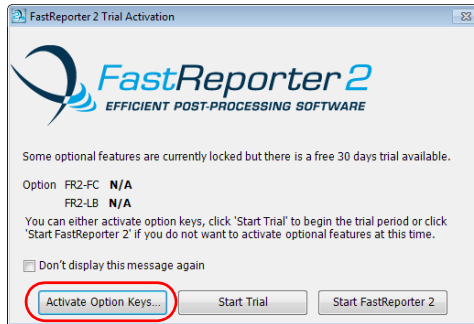 FastReporter 2 Trial Activation
FastReporter 2
EFFICIENT POST-PROCESSING SOFTWARE
Some optional features are currently locked but there is a free 30 days trial available.
Option FR2-FC N/A
FR2-LB N/A
You can either activate option keys, click 'Start Trial' to begin the trial period or click
'Start FastReporter 2' if you do not want to activate optional features at this time.
Don't display this message again
Activate Option Keys... Start Trial Start FastReporter 2